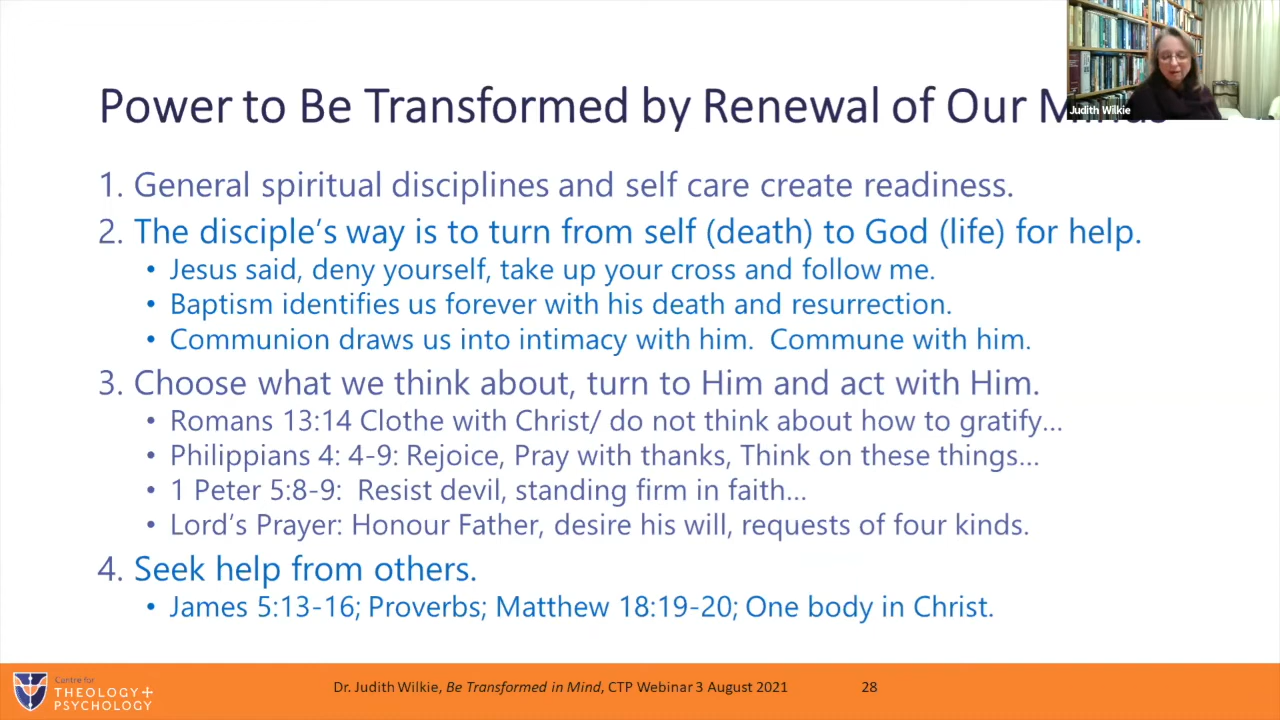 Judith Wilkie
Power to Be Transformed by Renewal of Our Minds
1. General spiritual disciplines and self care create readiness.
2. The disciple's way is to turn from self (death) to God (life) for help.
• Jesus said, deny yourself, take up your cross and follow me.
• Baptism identifies us forever with his death and resurrection.
• Communion draws us into intimacy with him.  Commune with him.
3. Choose what we think about, turn to Him and act with Him.
• Romans 13:14 Clothe with Christ/ do not think about how to gratify…
• Philippians 4: 4-9: Rejoice, Pray with thanks, Think on these things…
• 1 Peter 5:8-9:  Resist devil, standing firm in faith…
• Lord's Prayer: Honour Father, desire his will, requests of four kinds.
4. Seek help from others.
• James 5:13-16; Proverbs; Matthew 18:19-20; One body in Christ.
Centre for
THEOLOGY+
PSYCHOLOGY
Dr. Judith Wilkie, Be Transformed in Mind, CTP Webinar 3 August 2021
28